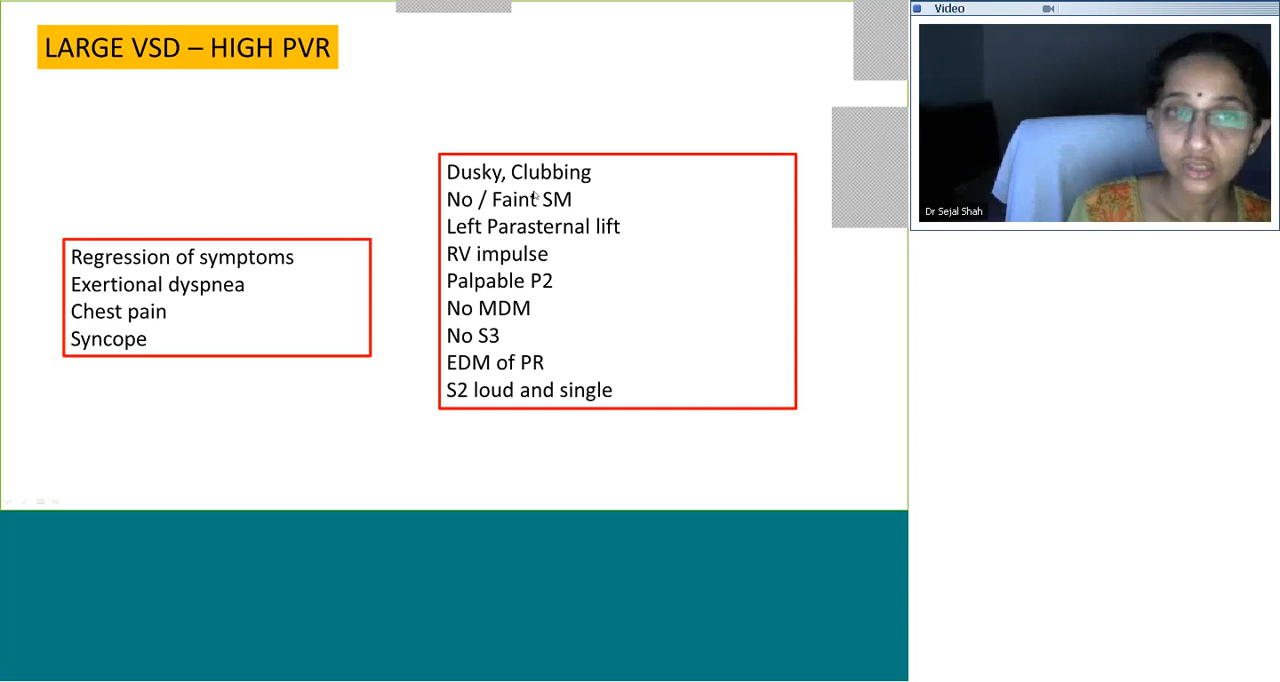 LARGE VSD – HIGH PVR
Regression of symptoms
Exertional dyspnea
Chest pain
Syncope
Dusky, Clubbing
No / Faint SM
Left Parasternal lift
RV impulse
Palpable P2
No MDM
No S3
EDM of PR
S2 loud and single
Video
Dr Sejal Shah